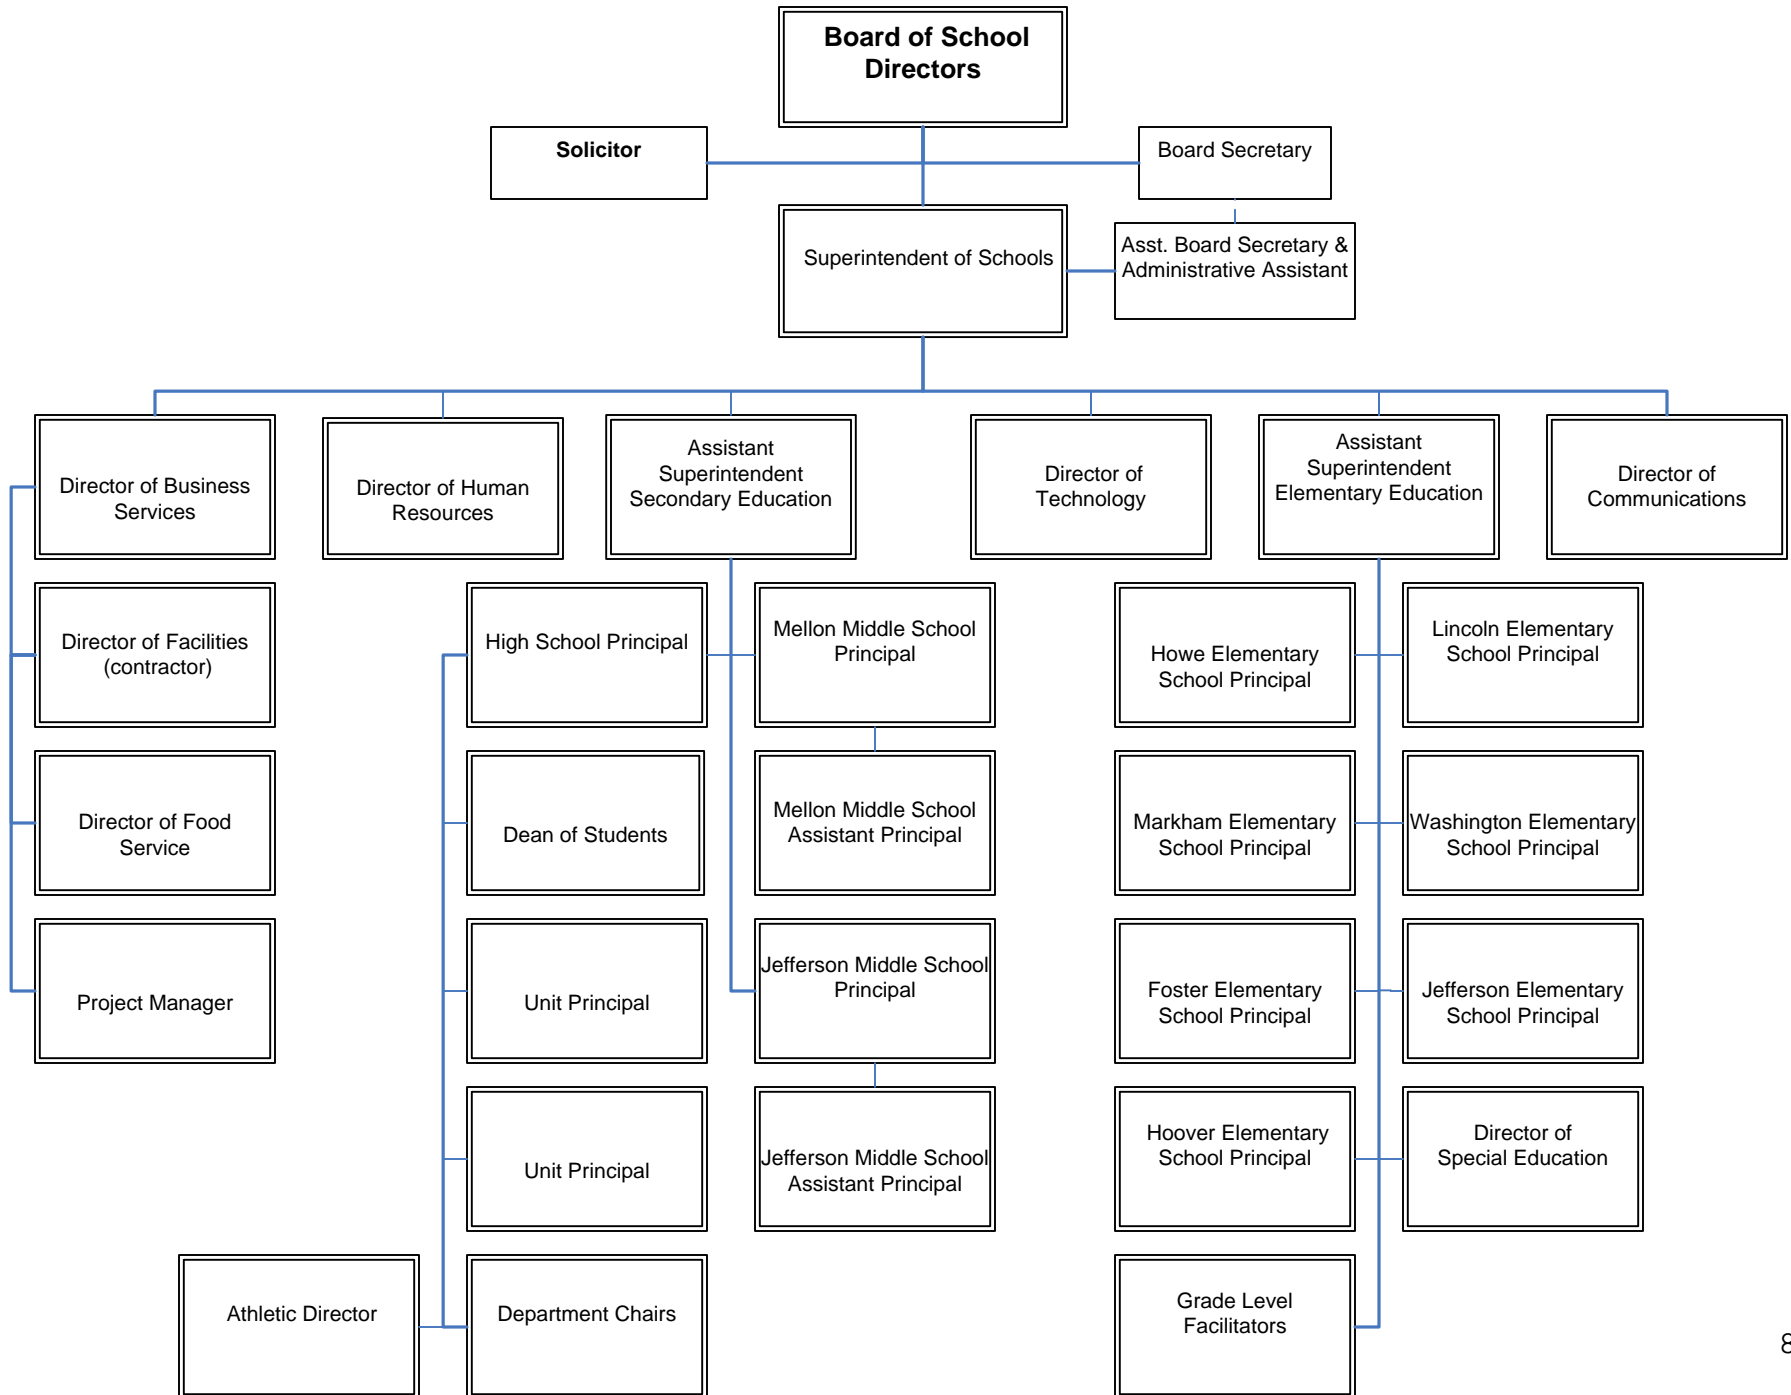 Board of School
Directors
Solicitor
Board Secretary
Superintendent of Schools
Asst. Board Secretary &
Administrative Assistant
Director of Business
Services
Director of Human
Resources
Assistant
Superintendent
Secondary Education
Director of
Technology
Assistant
Superintendent
Elementary Education
Director of
Communications
Director of Facilities
(contractor)
High School Principal
Mellon Middle School
Principal
Howe Elementary
School Principal
Lincoln Elementary
School Principal
Director of Food
Service
Dean of Students
Mellon Middle School
Assistant Principal
Markham Elementary
School Principal
Washington Elementary
School Principal
Project Manager
Unit Principal
Jefferson Middle School
Principal
Foster Elementary
School Principal
Jefferson Elementary
School Principal
Unit Principal
Jefferson Middle School
Assistant Principal
Hoover Elementary
School Principal
Director of
Special Education
Athletic Director
Department Chairs
Grade Level
Facilitators
8